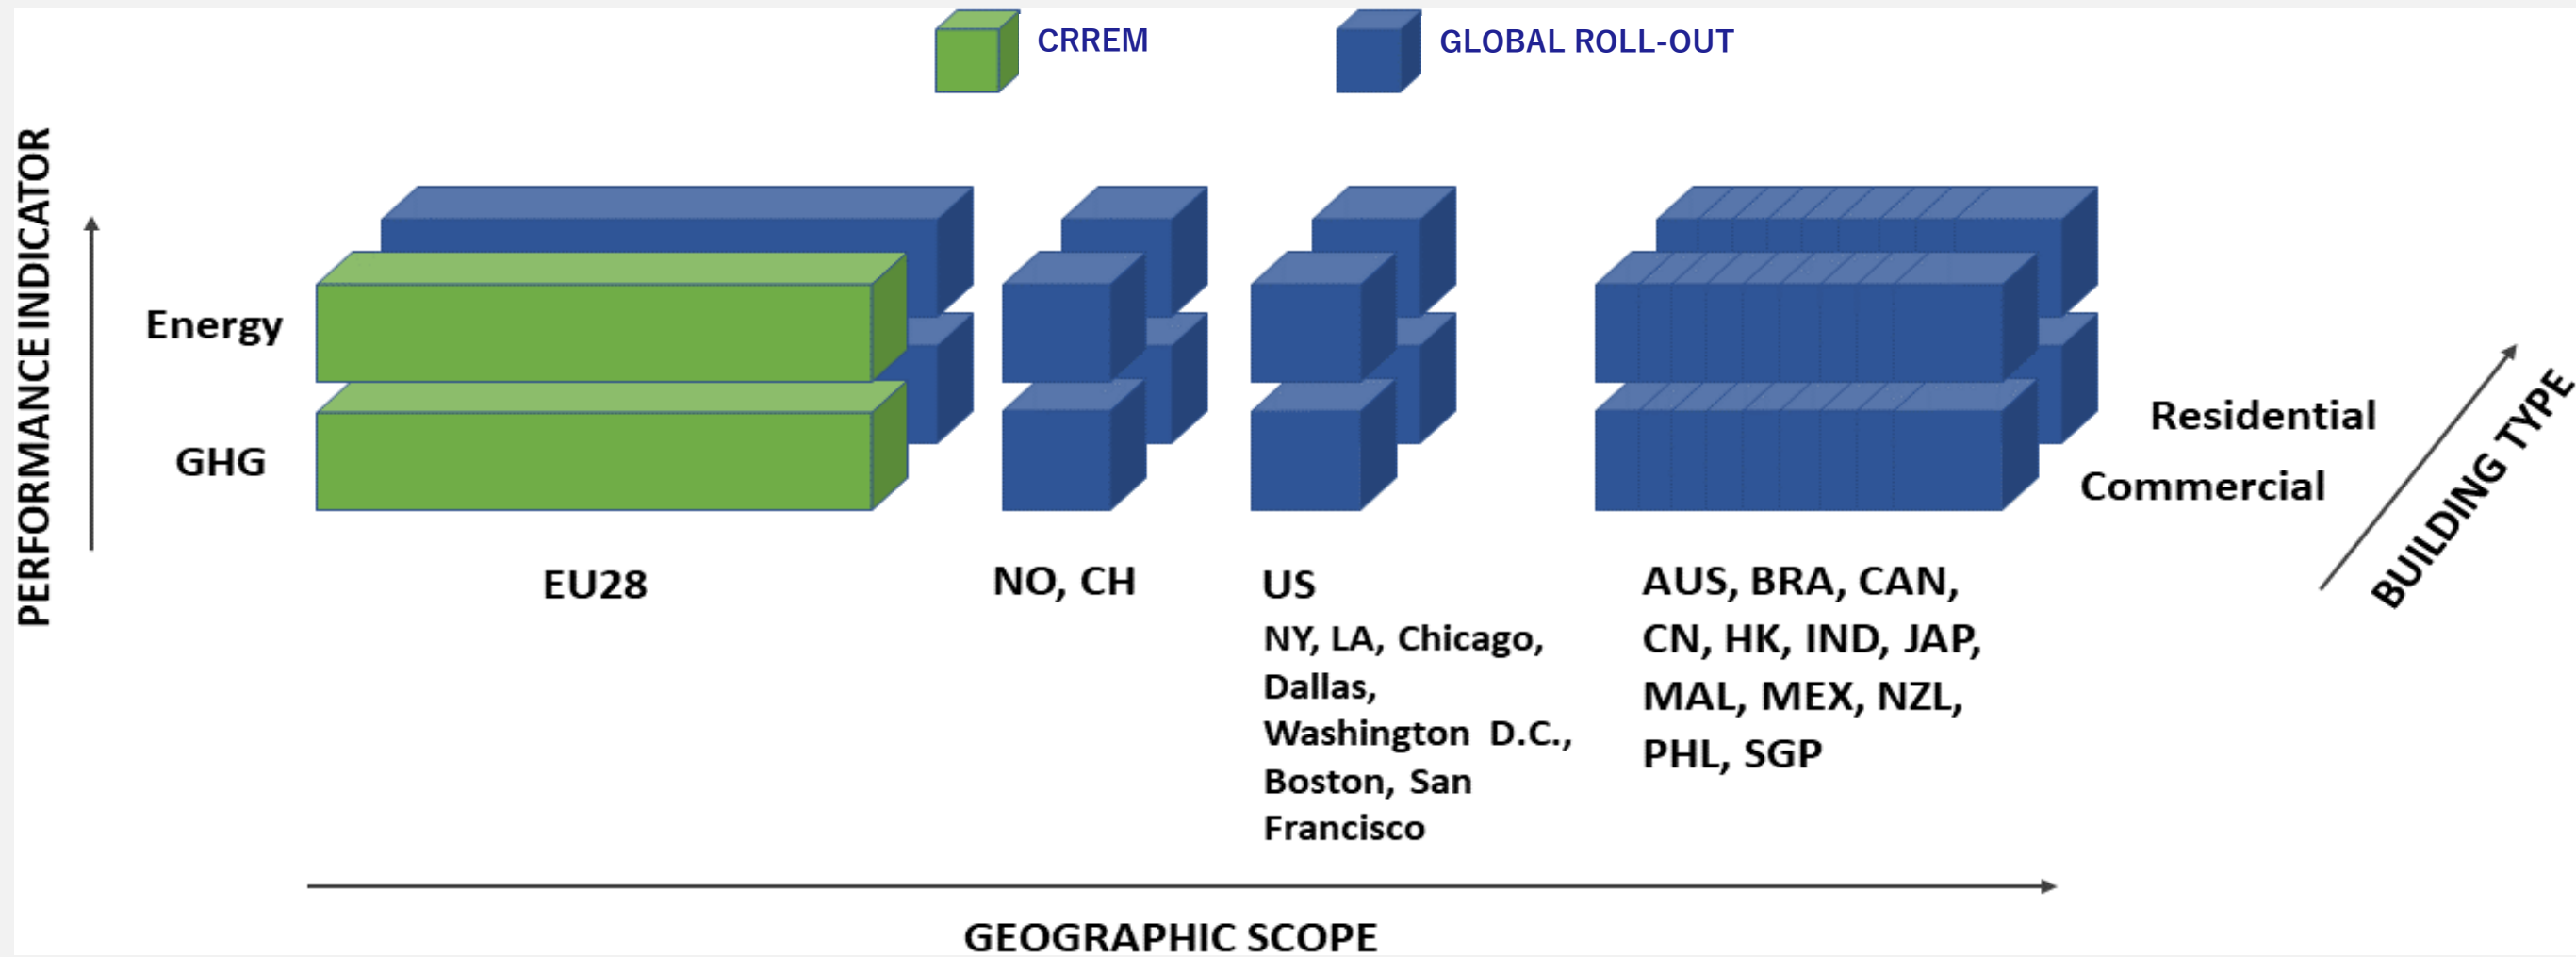 CRREM
GLOBAL ROLL-OUT
PERFORMANCE INDICATOR
Energy
GHG
Residential
Commercial
BUILDING TYPE
EU28
NO, CH
US
NY, LA, Chicago,
Dallas,
Washington D.C.,
Boston, San
Francisco
AUS, BRA, CAN,
CN, HK, IND, JAP,
MAL, MEX, NZL,
PHL, SGP
GEOGRAPHIC SCOPE